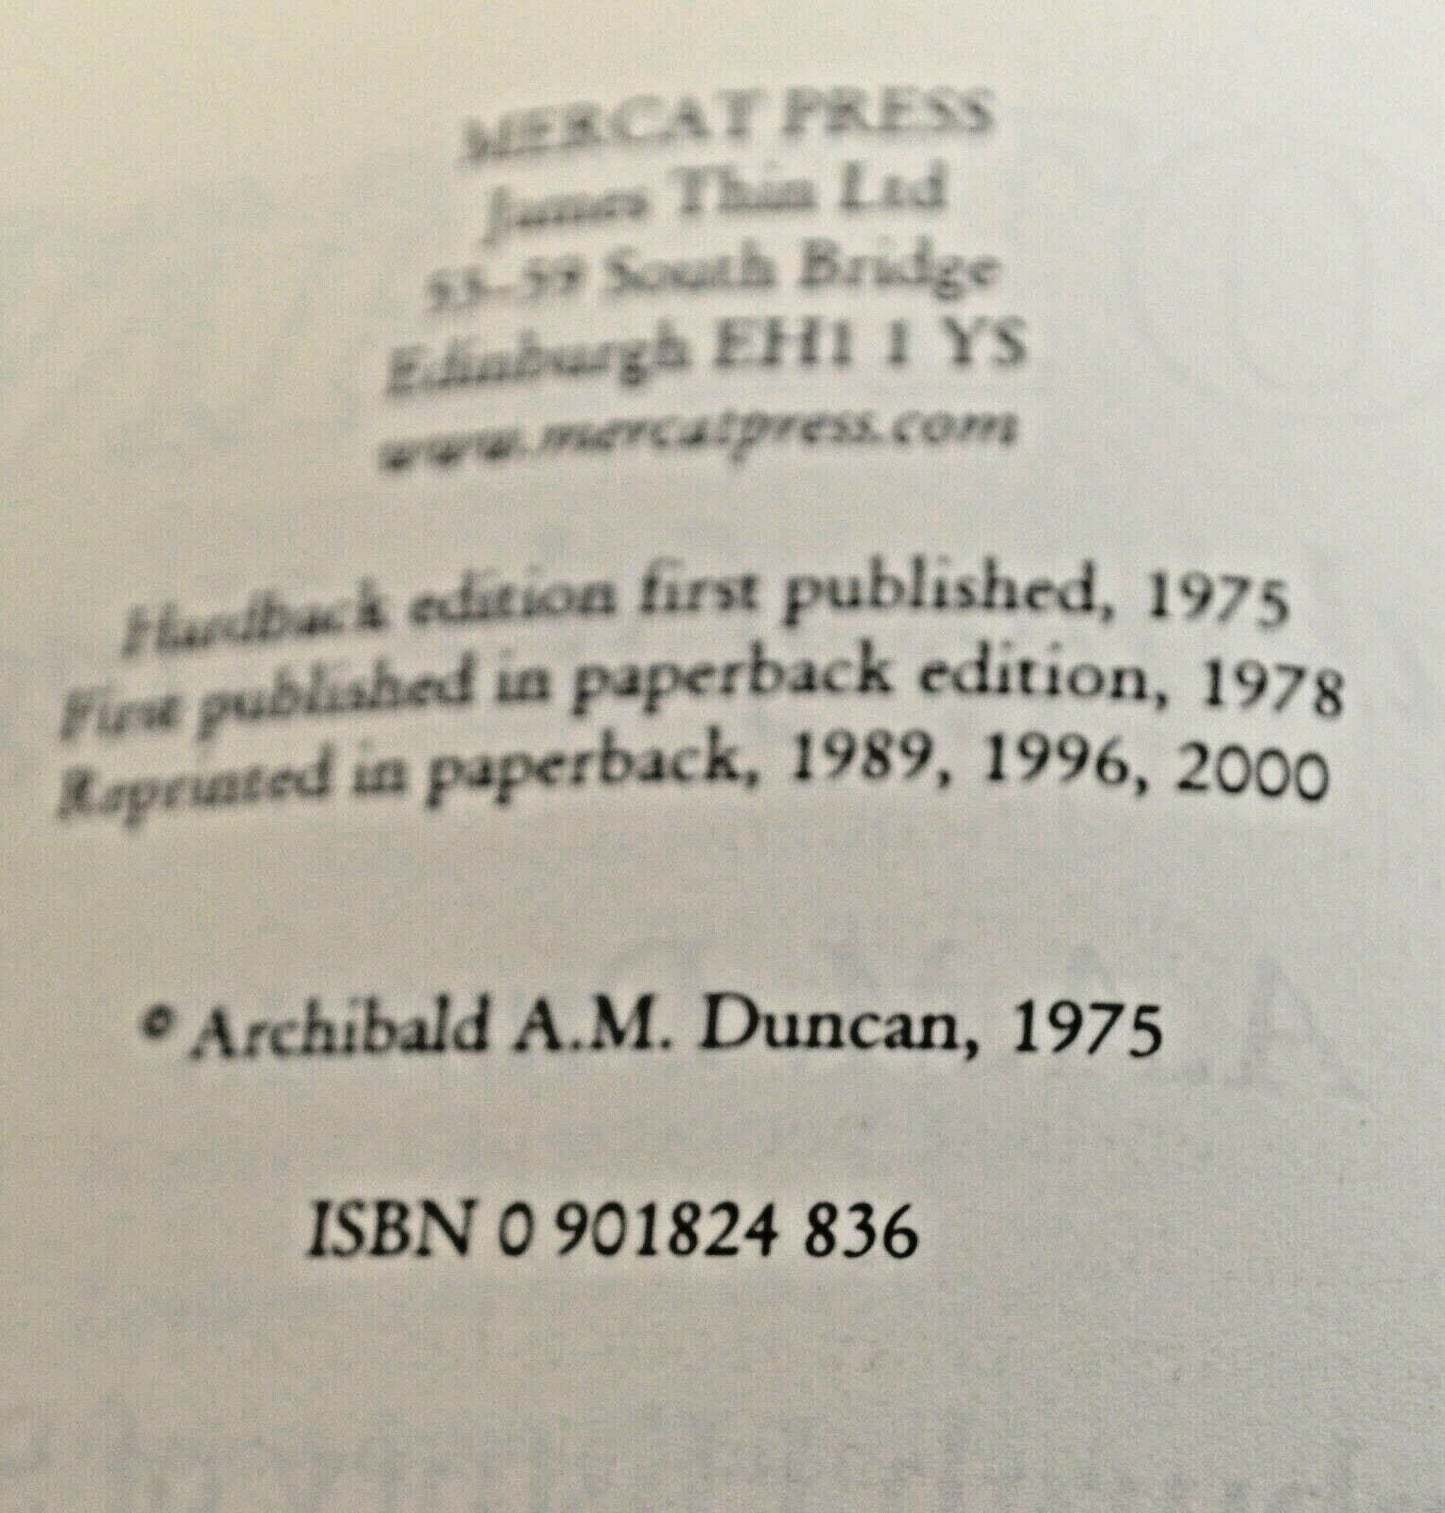 MERCAT PRESS
James Thin Ltd
53–59 South Bridge
Edinburgh EH1 1 YS
www.mercatpress.com
Hardback edition first published, 1975
First published in paperback edition, 1978
Reprinted in paperback, 1989, 1996, 2000
© Archibald A.M. Duncan, 1975
ISBN 0 901824 836